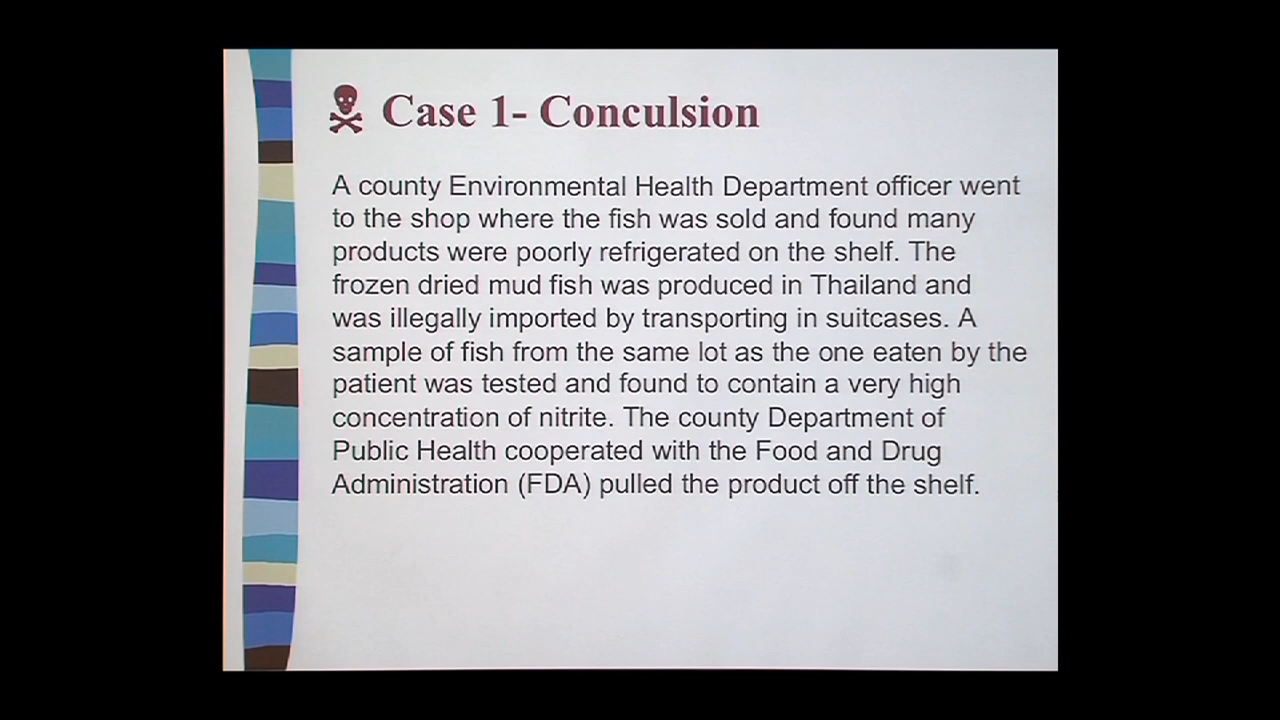 Case 1- Conculsion
A county Environmental Health Department officer went
to the shop where the fish was sold and found many
products were poorly refrigerated on the shelf. The
frozen dried mud fish was produced in Thailand and
was illegally imported by transporting in suitcases. A
sample of fish from the same lot as the one eaten by the
patient was tested and found to contain a very high
concentration of nitrite. The county Department of
Public Health cooperated with the Food and Drug
Administration (FDA) pulled the product off the shelf.